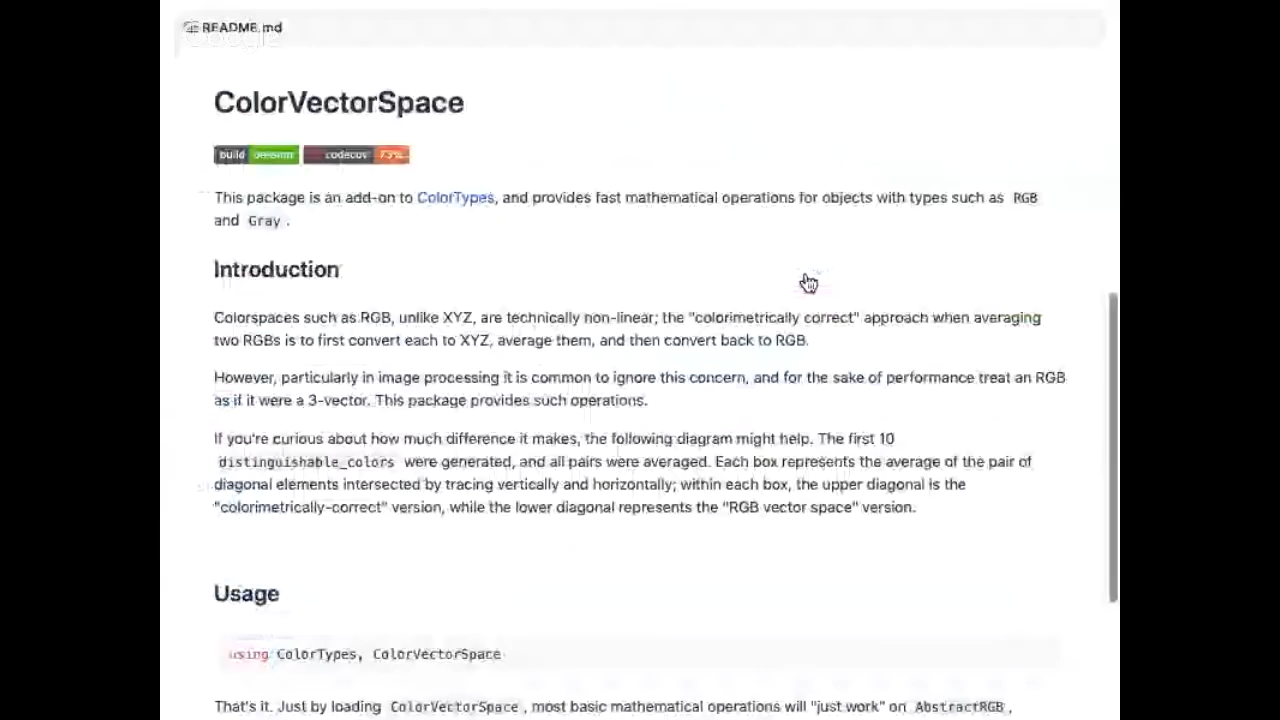 README.md
ColorVectorSpace
build passing codecov 73%
This package is an add-on to ColorTypes, and provides fast mathematical operations for objects with types such as RGB
and Gray .
Introduction
Colorspaces such as RGB, unlike XYZ, are technically non-linear; the "colorimetrically correct" approach when averaging
two RGBs is to first convert each to XYZ, average them, and then convert back to RGB.
However, particularly in image processing it is common to ignore this concern, and for the sake of performance treat an RGB
as if it were a 3-vector. This package provides such operations.
If you're curious about how much difference it makes, the following diagram might help. The first 10
distinguishable_colors were generated, and all pairs were averaged. Each box represents the average of the pair of
diagonal elements intersected by tracing vertically and horizontally; within each box, the upper diagonal is the
"colorimetrically-correct" version, while the lower diagonal represents the "RGB vector space" version.
Usage
using ColorTypes, ColorVectorSpace
That's it. Just by loading ColorVectorSpace , most basic mathematical operations will "just work" on AbstractRGB ,